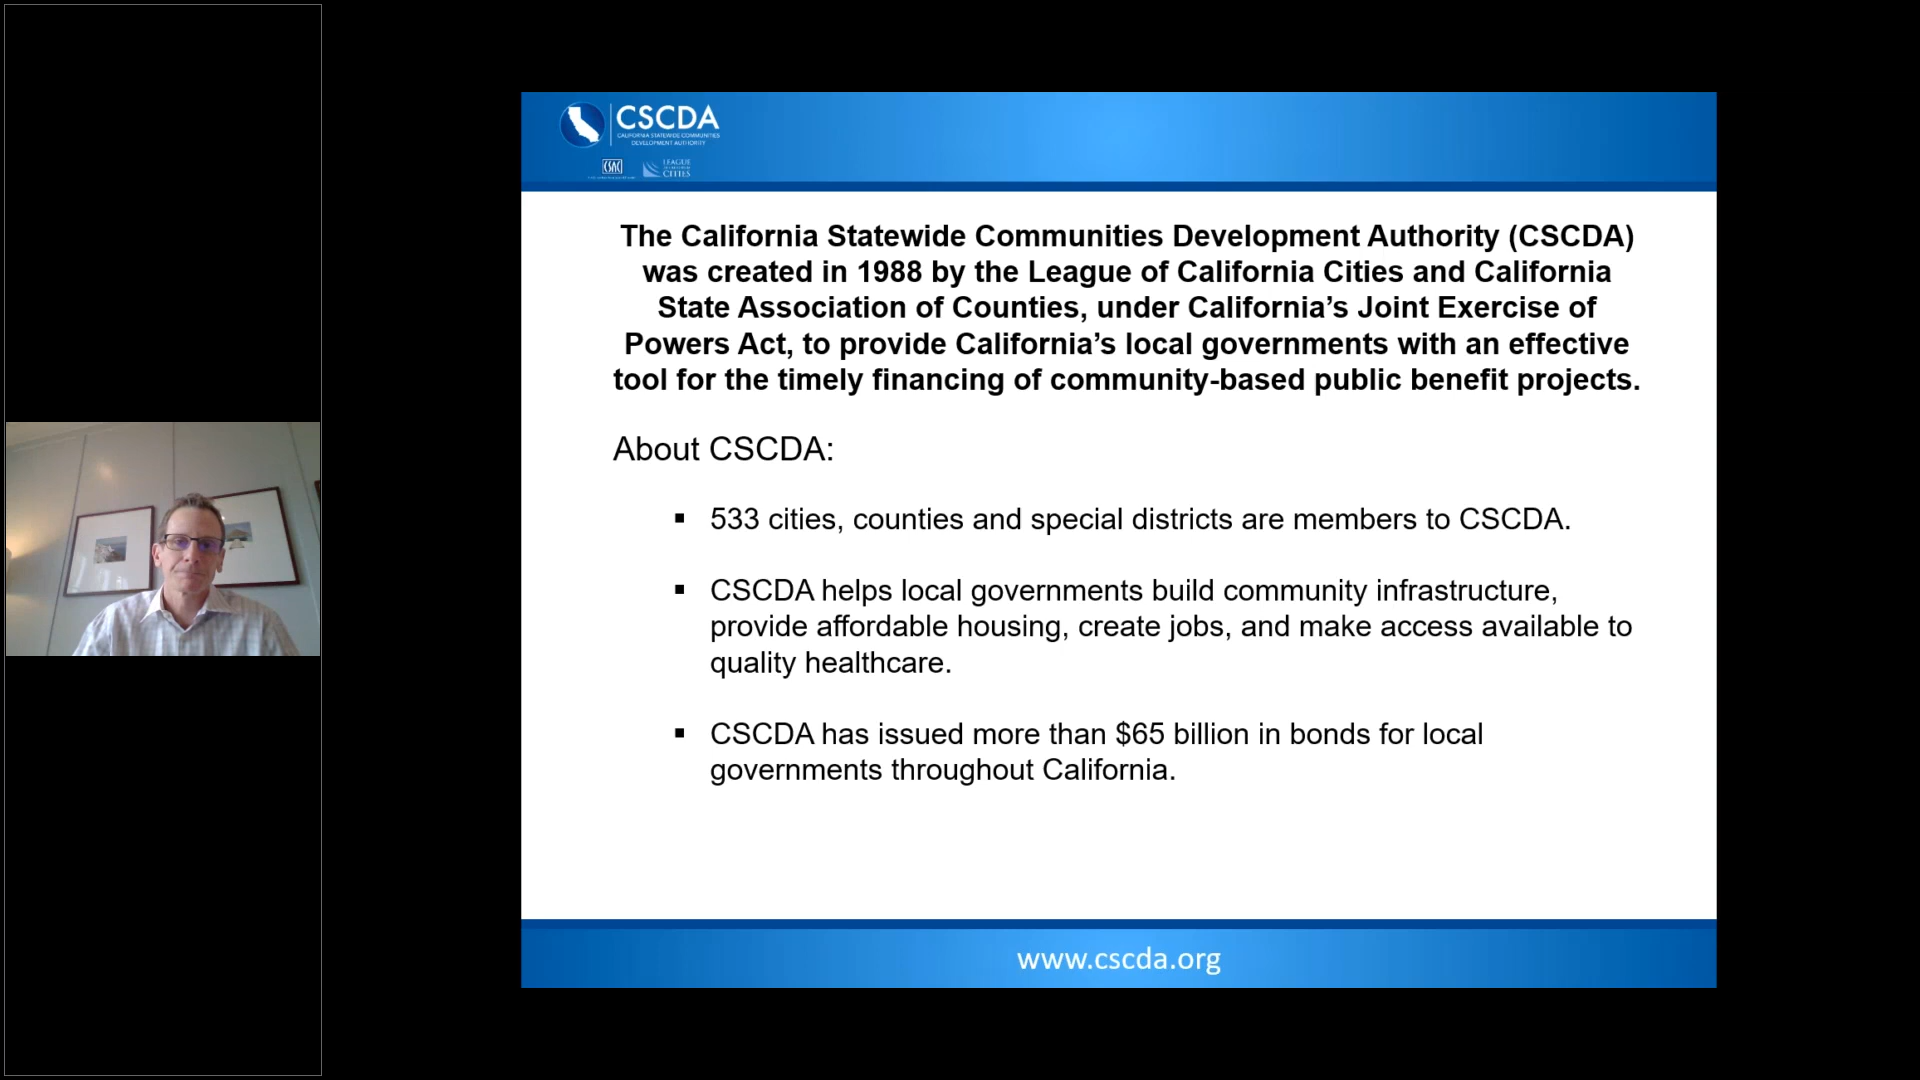 CSCDA
CALIFORNIA STATEWIDE COMMUNITIES
DEVELOPMENT AUTHORITY
CSAC
LEAGUE
CITIES
The California Statewide Communities Development Authority (CSCDA)
was created in 1988 by the League of California Cities and California
State Association of Counties, under California’s Joint Exercise of
Powers Act, to provide California’s local governments with an effective
tool for the timely financing of community-based public benefit projects.
About CSCDA:
▪ 533 cities, counties and special districts are members to CSCDA.
▪ CSCDA helps local governments build community infrastructure,
provide affordable housing, create jobs, and make access available to
quality healthcare.
▪ CSCDA has issued more than $65 billion in bonds for local
governments throughout California.
www.cscda.org